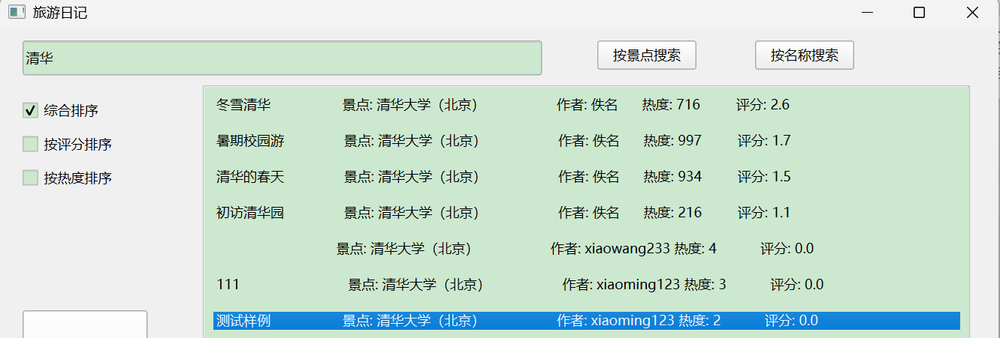 旅游日记
清华
按景点搜索
按名称搜索
综合排序
按评分排序
按热度排序
冬雪清华 景点: 清华大学（北京） 作者: 佚名 热度: 716 评分: 2.6
暑期校园游 景点: 清华大学（北京） 作者: 佚名 热度: 997 评分: 1.7
清华的春天 景点: 清华大学（北京） 作者: 佚名 热度: 934 评分: 1.5
初访清华园 景点: 清华大学（北京） 作者: 佚名 热度: 216 评分: 1.1
景点: 清华大学（北京） 作者: xiaowang233 热度: 4 评分: 0.0
111 景点: 清华大学（北京） 作者: xiaoming123 热度: 3 评分: 0.0
测试样例 景点: 清华大学（北京） 作者: xiaoming123 热度: 2 评分: 0.0